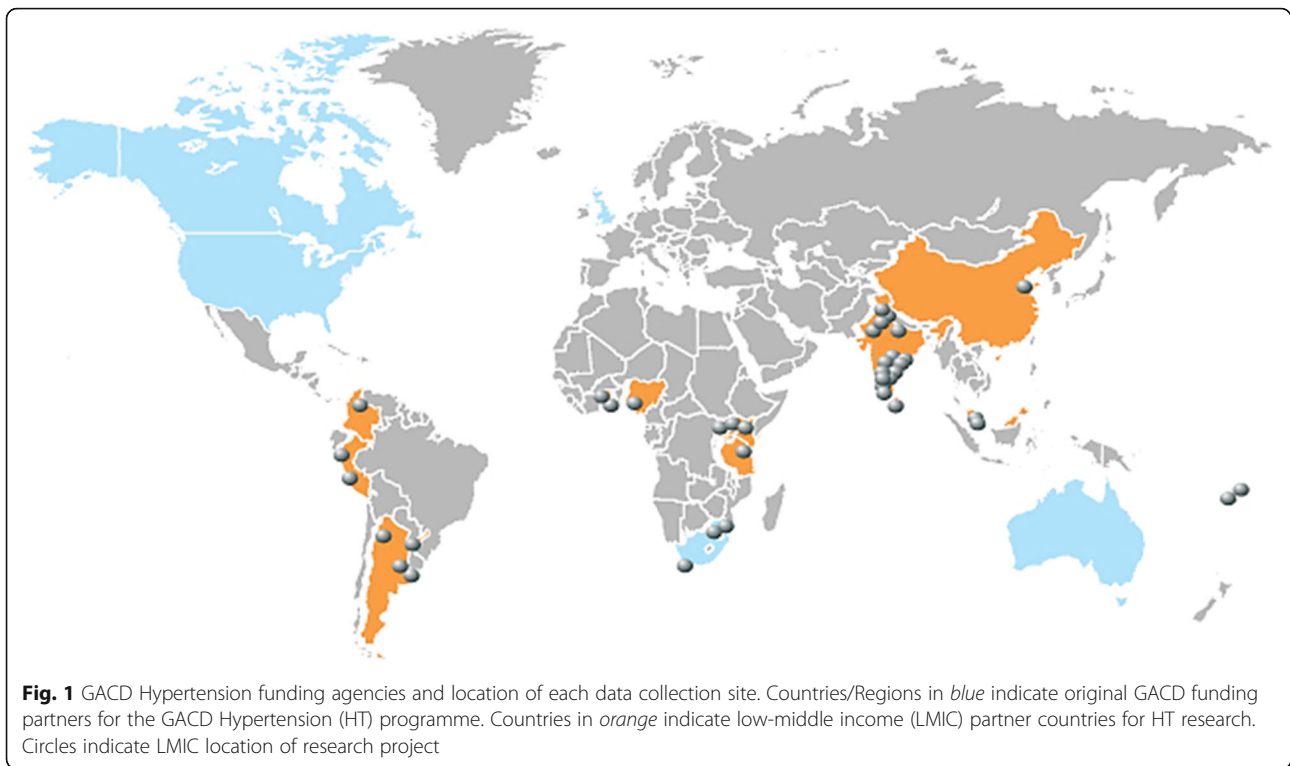 Fig. 1 GACD Hypertension funding agencies and location of each data collection site. Countries/Regions in blue indicate original GACD funding
partners for the GACD Hypertension (HT) programme. Countries in orange indicate low-middle income (LMIC) partner countries for HT research.
Circles indicate LMIC location of research project